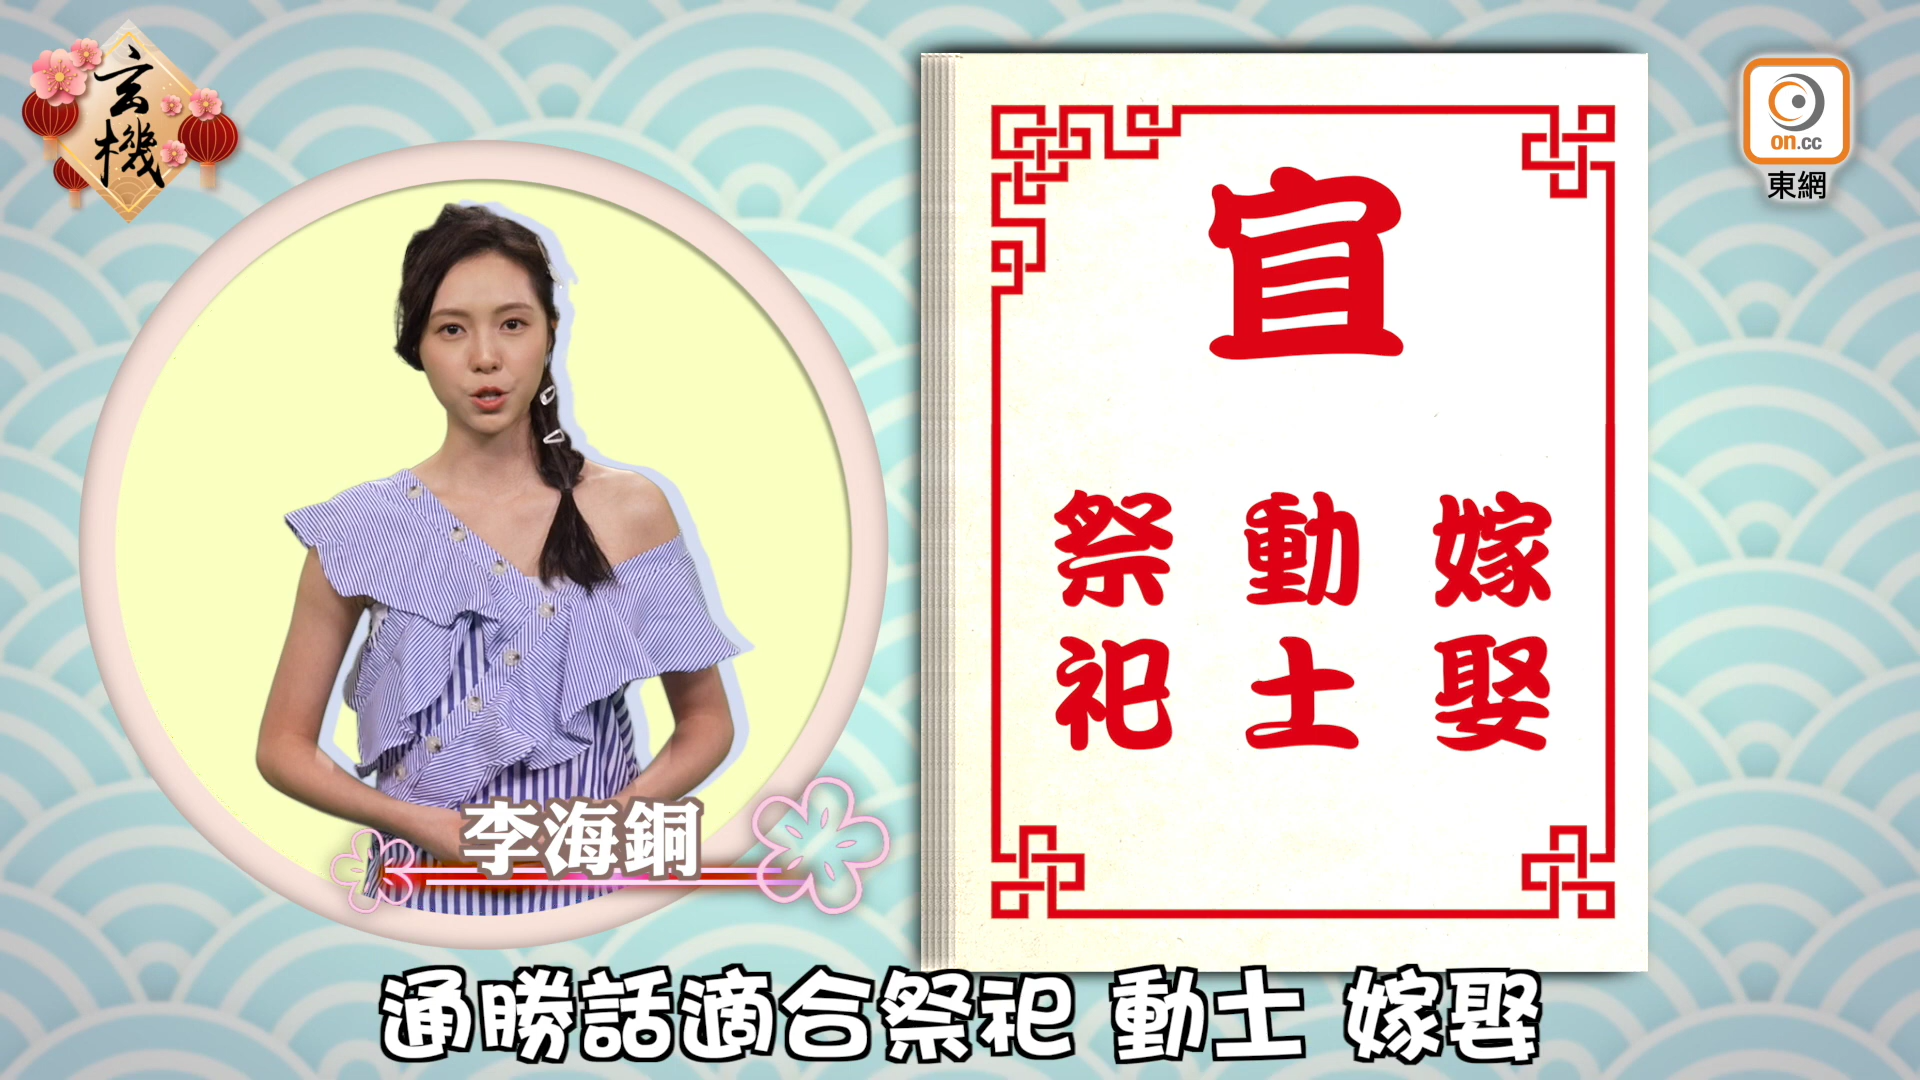 玄機
on.cc
東網
宜
祭祀
動土
嫁娶
李海銅
通勝話適合祭祀 動土 嫁娶